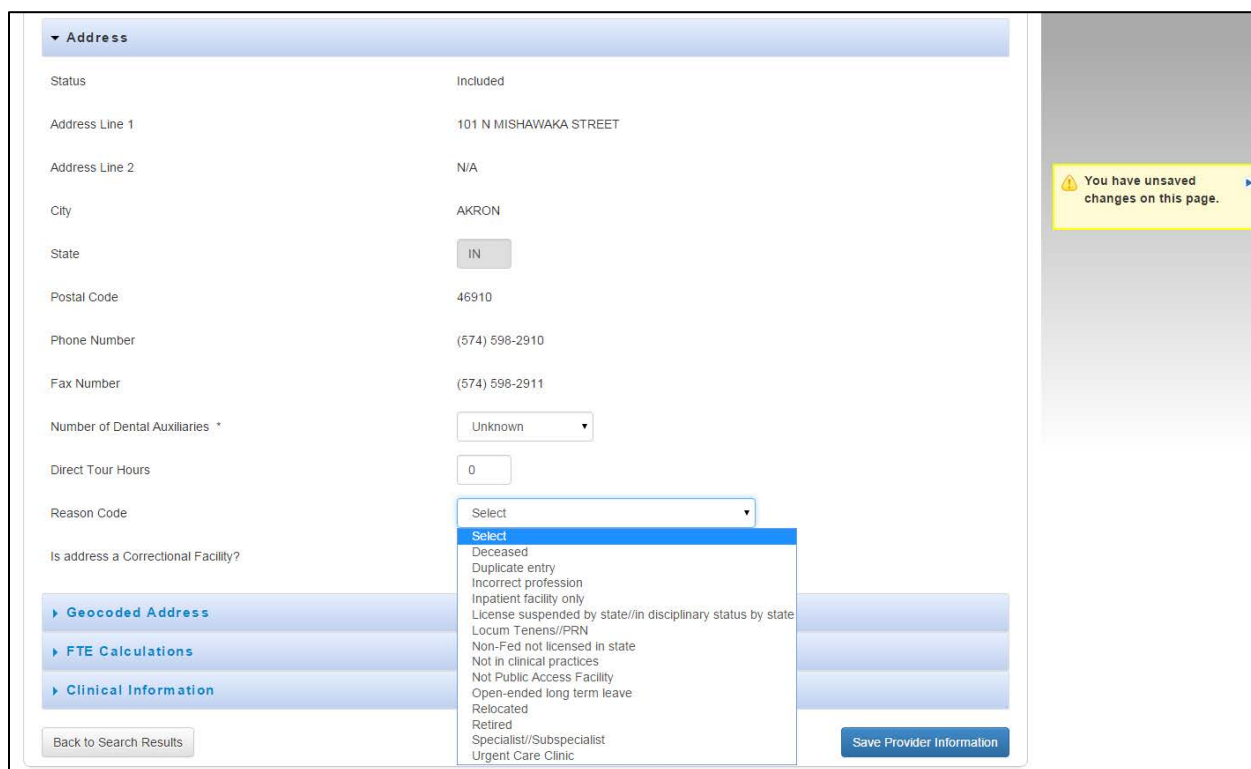 Address
Status Included
Address Line 1 101 N MISHAWAKA STREET
Address Line 2 N/A
City AKRON
State IN
Postal Code 46910
Phone Number (574) 598-2910
Fax Number (574) 598-2911
Number of Dental Auxiliaries * Unknown
Direct Tour Hours 0
Reason Code Select
Select
Deceased
Duplicate entry
Incorrect profession
Inpatient facility only
License suspended by state//in disciplinary status by state
Locum Tenens//PRN
Non-Fed not licensed in state
Not in clinical practices
Not Public Access Facility
Open-ended long term leave
Relocated
Retired
Specialist//Subspecialist
Urgent Care Clinic
Is address a Correctional Facility?
Geocoded Address
FTE Calculations
Clinical Information
Back to Search Results
Save Provider Information
You have unsaved
changes on this page.